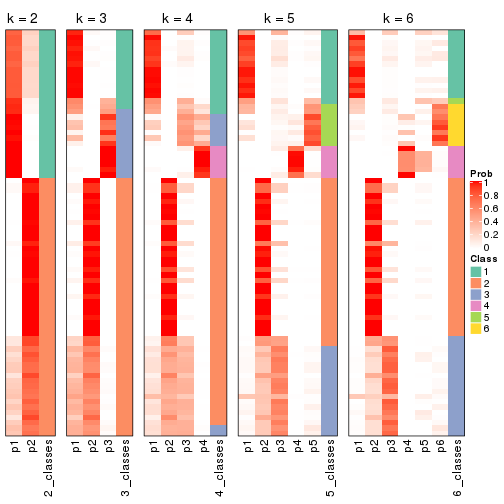 k = 2
k = 3
k = 4
k = 5
k = 6
Prob
1
0.8
0.6
0.4
0.2
0
Class
1
2
3
4
5
6
p1
p2
2_classes
p1
p2
p3
3_classes
p1
p2
p3
p4
4_classes
p1
p2
p3
p4
p5
5_classes
p1
p2
p3
p4
p5
p6
6_classes